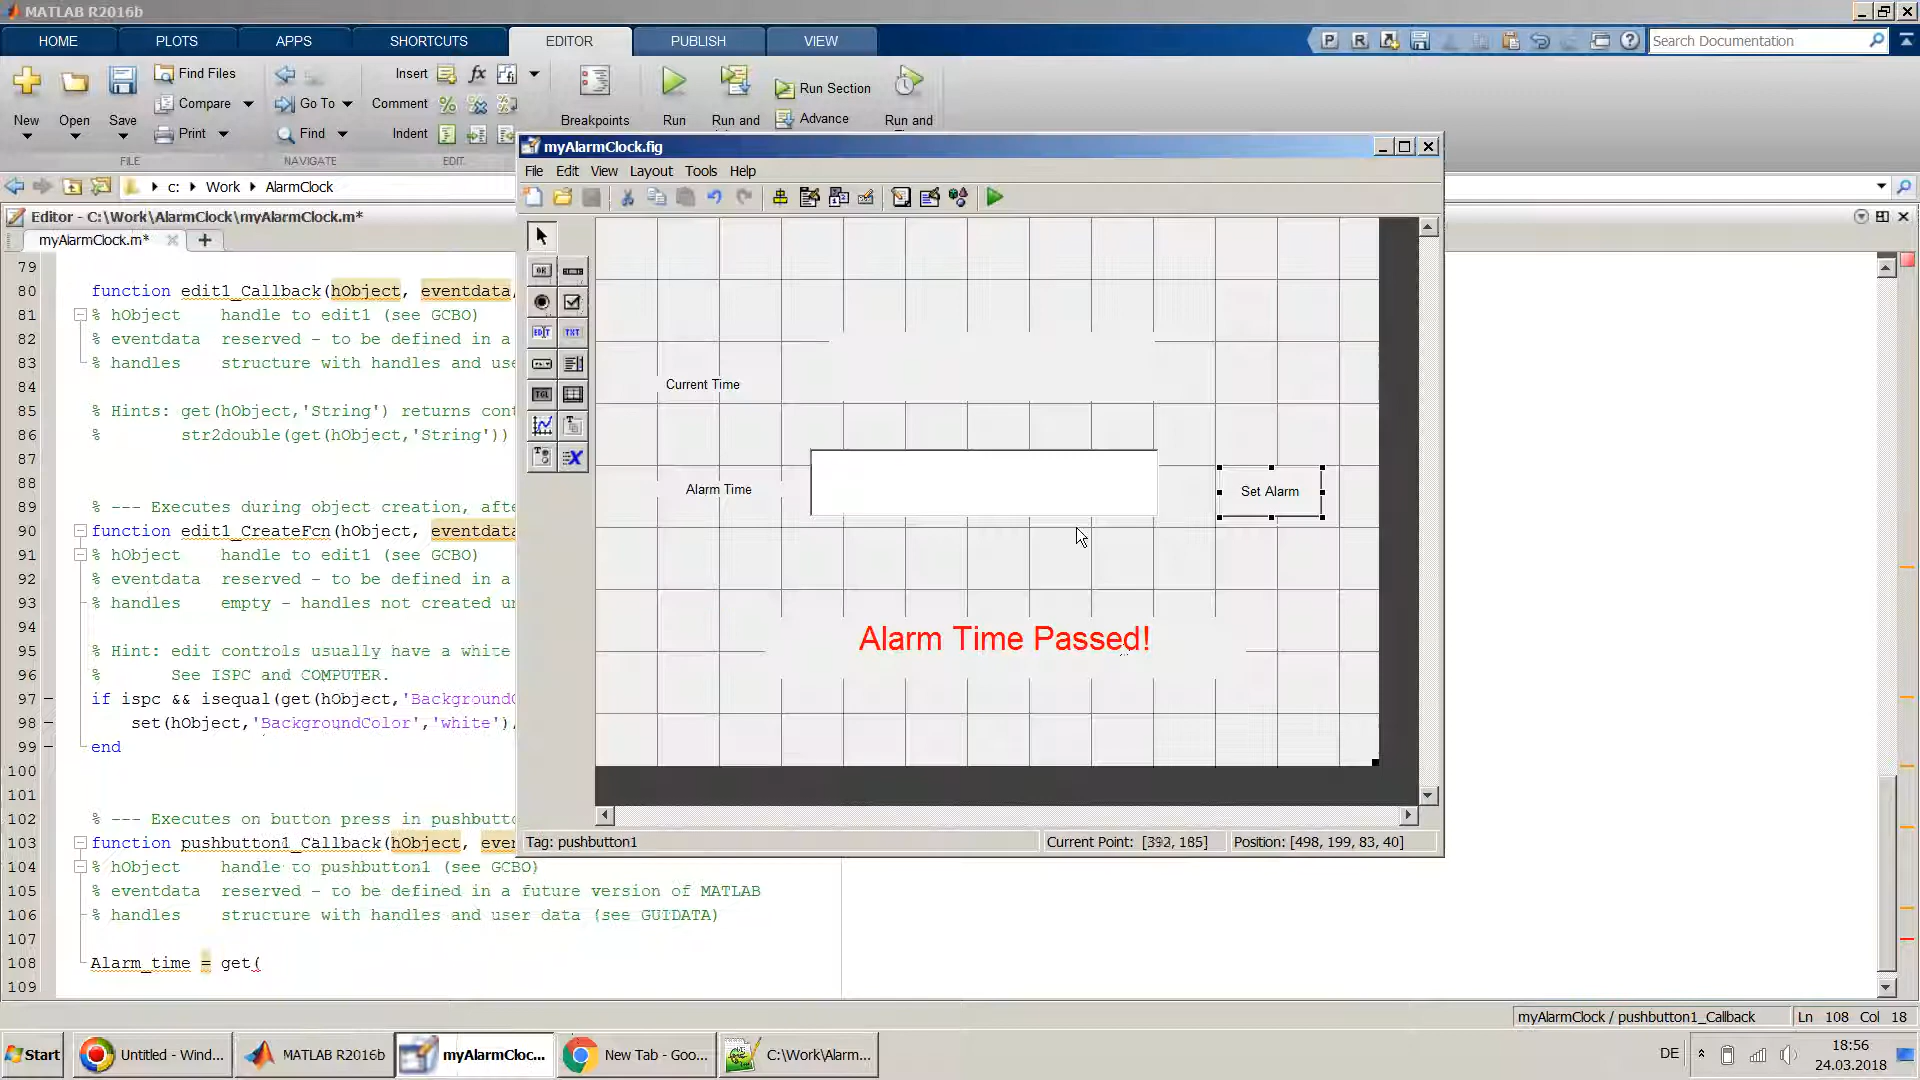 MATLAB R2016b
HOME PLOTS APPS SHORTCUTS EDITOR PUBLISH VIEW
Search Documentation
New
Open
Save
Find Files
Compare
Print
FILE
Go To
Find
NAVIGATE
Insert
Comment
Indent
EDIT
Breakpoints
Run
Run and
Run Section
Advance
Run and
c: Work AlarmClock
Editor - C:\Work\AlarmClock\myAlarmClock.m*
myAlarmClock.m*
79
80 function edit1_Callback(hObject, eventdata,
81 % hObject    handle to edit1 (see GCBO)
82 % eventdata  reserved - to be defined in a
83 % handles    structure with handles and use
84
85 % Hints: get(hObject,'String') returns cont
86 %        str2double(get(hObject,'String'))
87
88
89 % --- Executes during object creation, afte
90 function edit1_CreateFcn(hObject, eventdata
91 % hObject    handle to edit1 (see GCBO)
92 % eventdata  reserved - to be defined in a
93 % handles    empty - handles not created un
94
95 % Hint: edit controls usually have a white
96 %       See ISPC and COMPUTER.
97 if ispc && isequal(get(hObject,'BackgroundC
98 set(hObject,'BackgroundColor','white')
99 end
100
101
102 % --- Executes on button press in pushbutto
103 function pushbutton1_Callback(hObject, even
104 % hObject    handle to pushbutton1 (see GCBO)
105 % eventdata  reserved - to be defined in a future version of MATLAB
106 % handles    structure with handles and user data (see GUIDATA)
107
108 Alarm_time = get(
109
myAlarmClock.fig
File Edit View Layout Tools Help
OK
EDIT
TXT
TGL
Current Time
Alarm Time
Set Alarm
Alarm Time Passed!
Tag: pushbutton1
Current Point: [392, 185]
Position: [498, 199, 83, 40]
myAlarmClock / pushbutton1_Callback
Ln 108 Col 18
Start
Untitled - Wind...
MATLAB R2016b
myAlarmCloc...
New Tab - Goo...
C:\Work\Alarm...
DE
18:56
24.03.2018